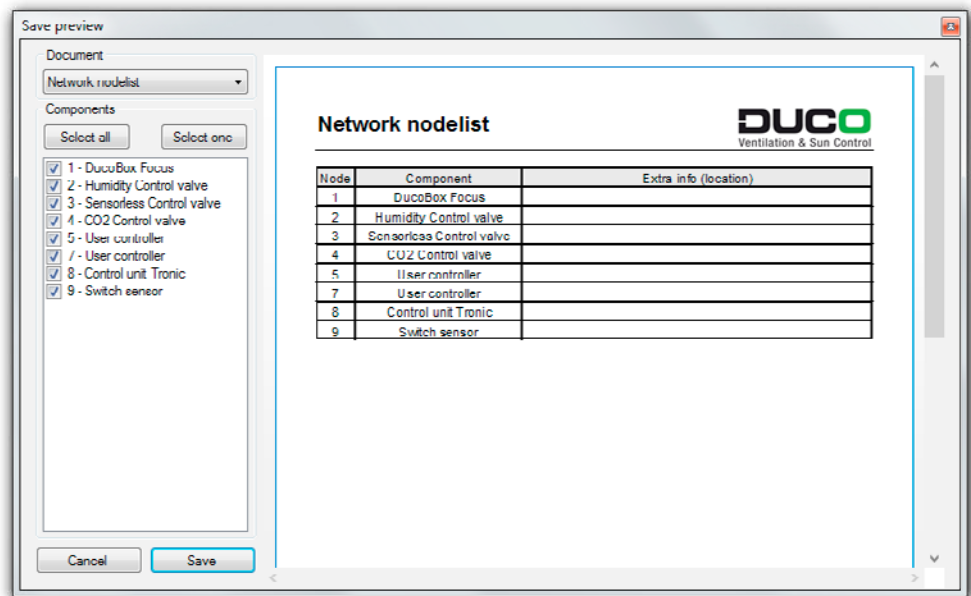 Save preview
Document
Network nodelist
Components
Select all Select one
1 - DucoBox Focus
2 - Humidity Control valve
3 - Sensorless Control valve
4 - CO2 Control valve
5 - User controller
7 - User controller
8 - Control unit Tronic
9 - Switch sensor
Cancel Save
Network nodelist
DUCO
Ventilation & Sun Control
Node Component Extra info (location)
1 DucoBox Focus
2 Humidity Control valve
3 Sensorless Control valve
4 CO2 Control valve
5 User controller
7 User controller
8 Control unit Tronic
9 Switch sensor